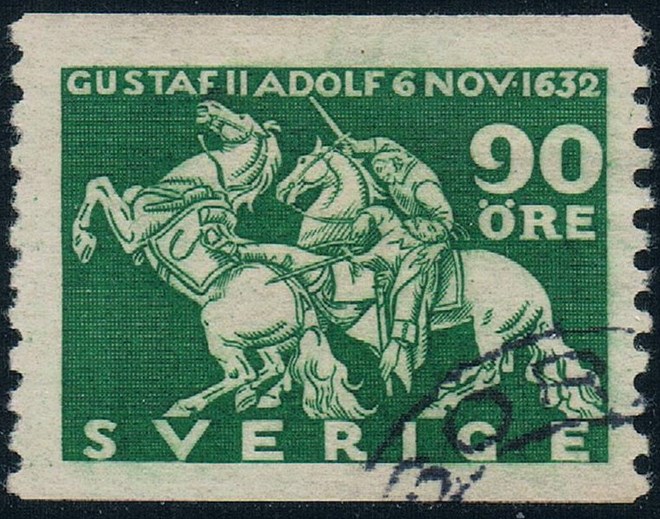 GUSTAF II ADOLF 6 NOV·1632
90
ÖRE
SVERIGE